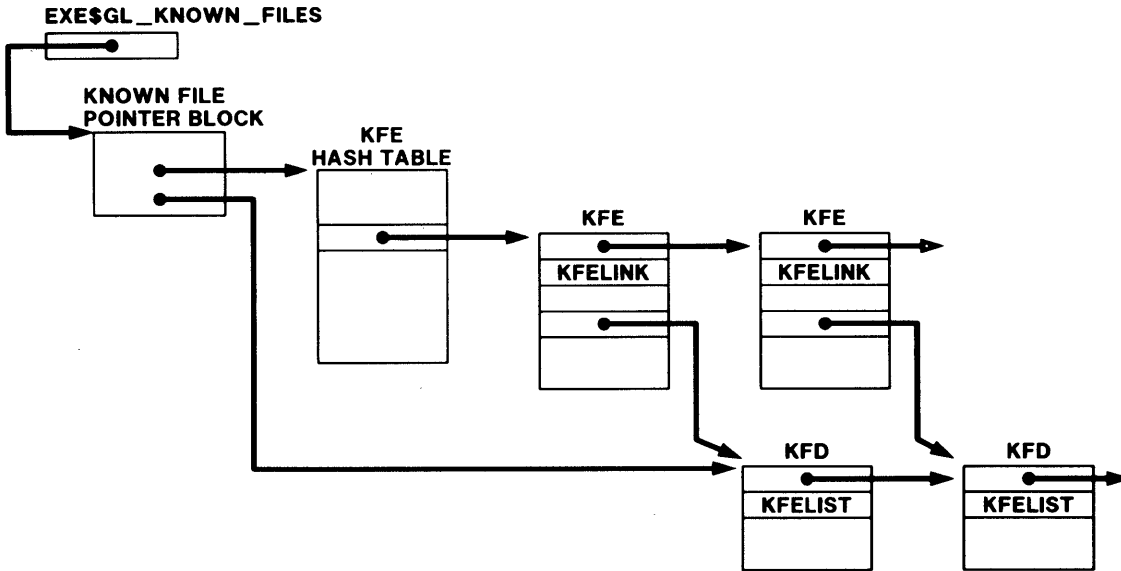 EXE$GL_KNOWN_FILES
KNOWN FILE
POINTER BLOCK
KFE
HASH TABLE
KFE
KFE
KFELINK
KFELINK
KFD
KFD
KFELIST
KFELIST